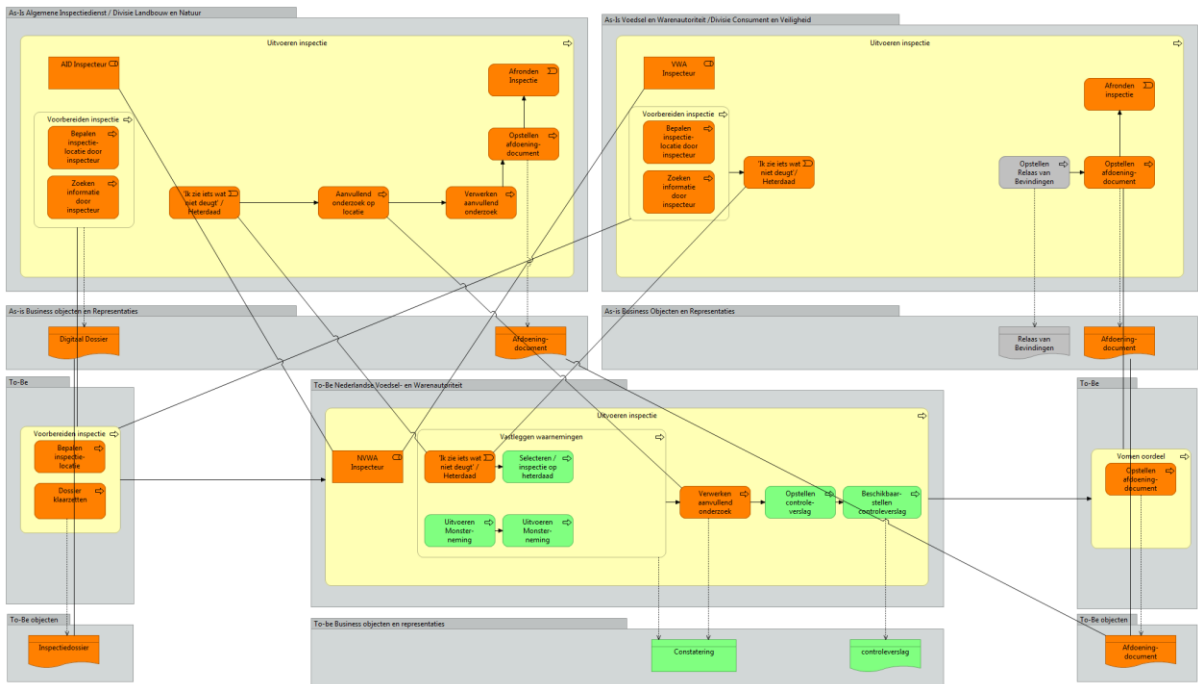 As-Is Algemene Inspectiedienst / Divisie Landbouw en Natuur
Uitvoeren inspectie
AID Inspecteur
Afronden
Inspectie
Voorbereiden inspectie
Bepalen
inspectie-
locatie door
inspecteur
Opstellen
afdoening-
document
Zoeken
informatie
door
inspecteur
'Ik zie iets wat
niet deugt' /
Heterdaad
Aanvullend
onderzoek op
locatie
Verwerken
aanvullend
onderzoek
As-Is Voedsel en Warenautoriteit /Divisie Consument en Veiligheid
Uitvoeren inspectie
VWA
Inspecteur
Afronden
inspectie
Voorbereiden inspectie
Bepalen
inspectie-
locatie door
inspecteur
Zoeken
informatie
door
inspecteur
'Ik zie iets wat
niet deugt' /
Heterdaad
Opstellen
Relaas van
Bevindingen
Opstellen
afdoening-
document
As-is Business objecten en Representaties
Digitaal Dossier
Afdoening-
document
As-is Business Objecten en Representaties
Relaas van
Bevindingen
Afdoening-
document
To-Be
Voorbereiden inspectie
Bepalen
inspectie-
locatie
Dossier
klaarzetten
To-Be Nederlandse Voedsel- en Warenautoriteit
Uitvoeren inspectie
Vastleggen waarnemingen
NVWA
Inspecteur
'Ik zie iets wat
niet deugt' /
Heterdaad
Selecteren /
inspectie op
heterdaad
Uitvoeren
Monster-
neming
Uitvoeren
Monster-
neming
Verwerken
aanvullend
onderzoek
Opstellen
controle-
verslag
Beschikbaar-
stellen
controleverslag
To-Be
Vomen oordeel
Opstellen
afdoening-
document
To-Be objecten
Inspectiedossier
To-be Business objecten en representaties
Constatering
controleverslag
To-Be objecten
Afdoening-
document